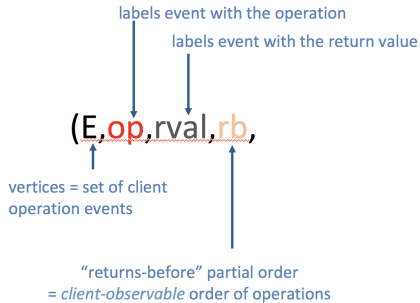 labels event with the operation
labels event with the return value
(E,op,rval,rb,
vertices = set of client
operation events
“returns-before” partial order
= client-observable order of operations